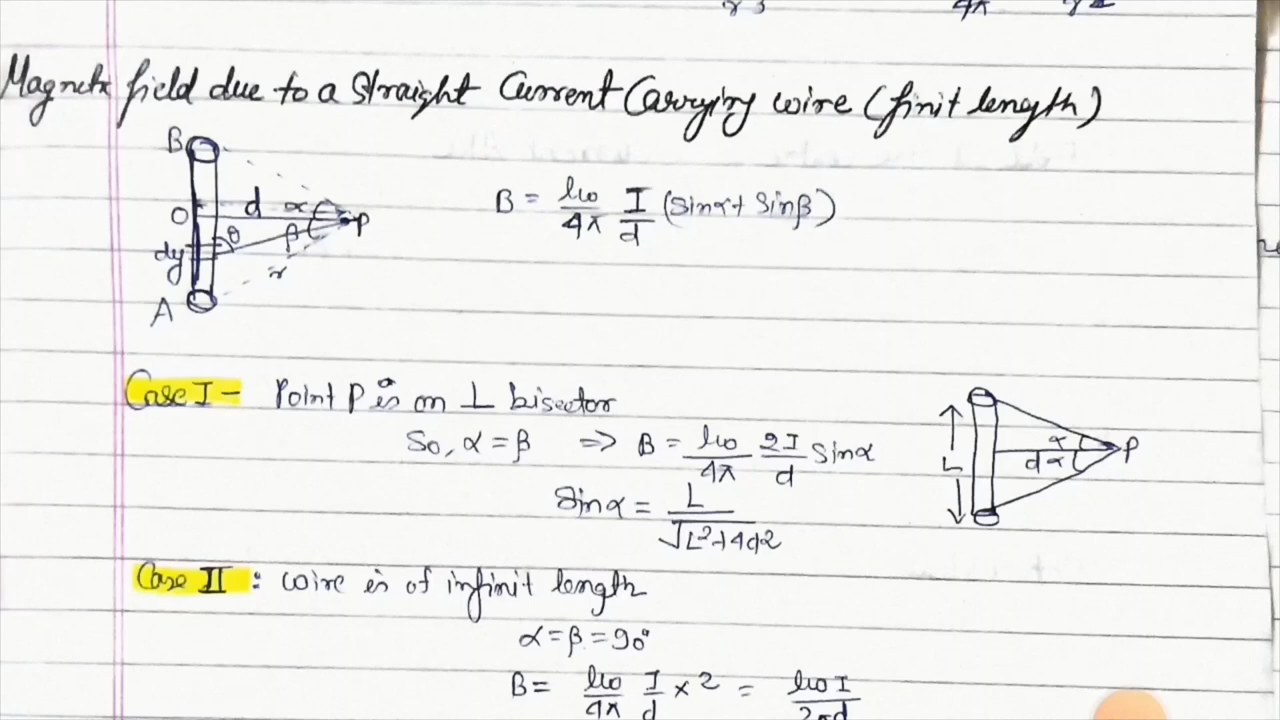 Magnetic field due to a Straight Current Carrying wire (finit length)
B
O d α P
θ β
dy r
A
B = μ0/4π I/d (Sinα + Sinβ)
Case I - Point P is on ⊥ bisector
So, α = β ⇒ B = μ0/4π 2I/d Sinα
Sinα = L/√L²+4d²
L d α α P
Case II : wire is of infinit length
α = β = 90°
B = μ0/4π I/d × 2 = μ0I/2πd